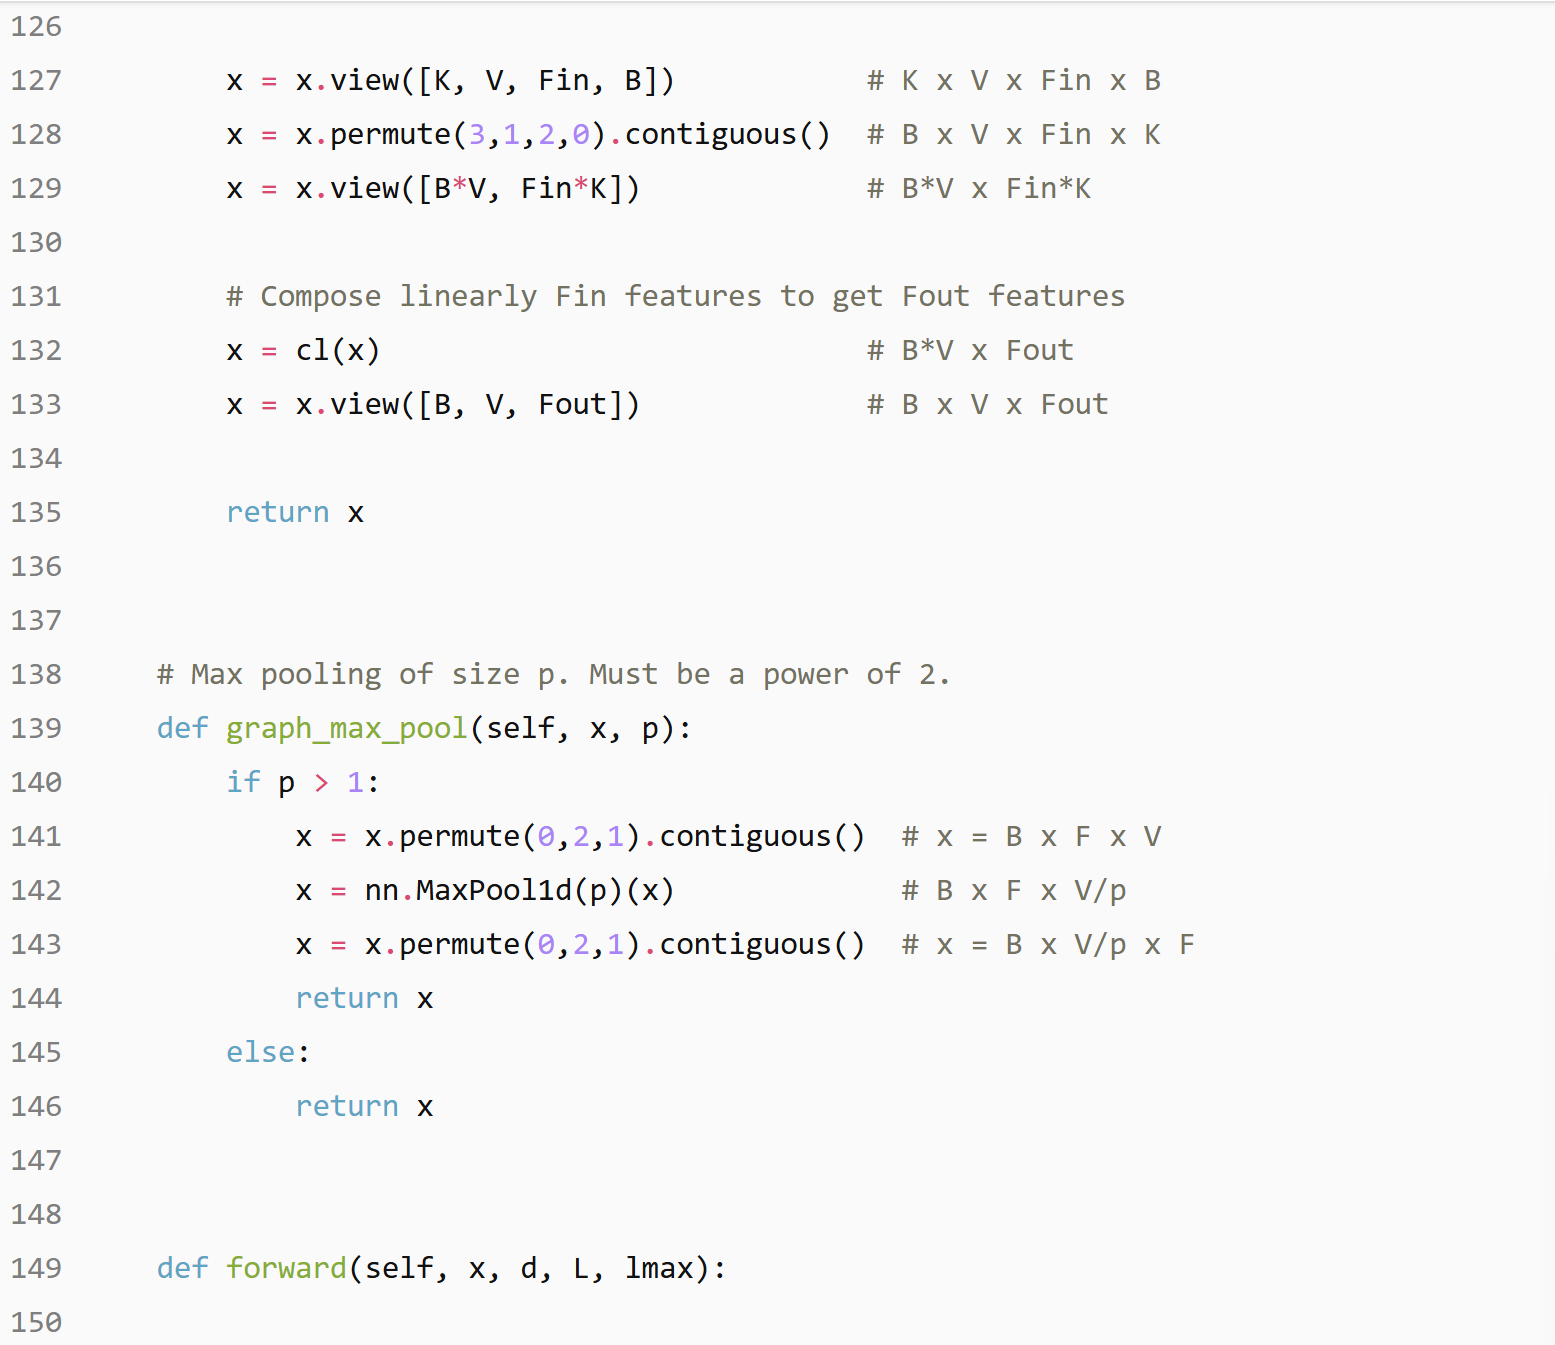 126
127 x = x.view([K, V, Fin, B]) # K x V x Fin x B
128 x = x.permute(3,1,2,0).contiguous() # B x V x Fin x K
129 x = x.view([B*V, Fin*K]) # B*V x Fin*K
130
131 # Compose linearly Fin features to get Fout features
132 x = cl(x) # B*V x Fout
133 x = x.view([B, V, Fout]) # B x V x Fout
134
135 return x
136
137
138 # Max pooling of size p. Must be a power of 2.
139 def graph_max_pool(self, x, p):
140 if p > 1:
141 x = x.permute(0,2,1).contiguous() # x = B x F x V
142 x = nn.MaxPool1d(p)(x) # B x F x V/p
143 x = x.permute(0,2,1).contiguous() # x = B x V/p x F
144 return x
145 else:
146 return x
147
148
149 def forward(self, x, d, L, lmax):
150